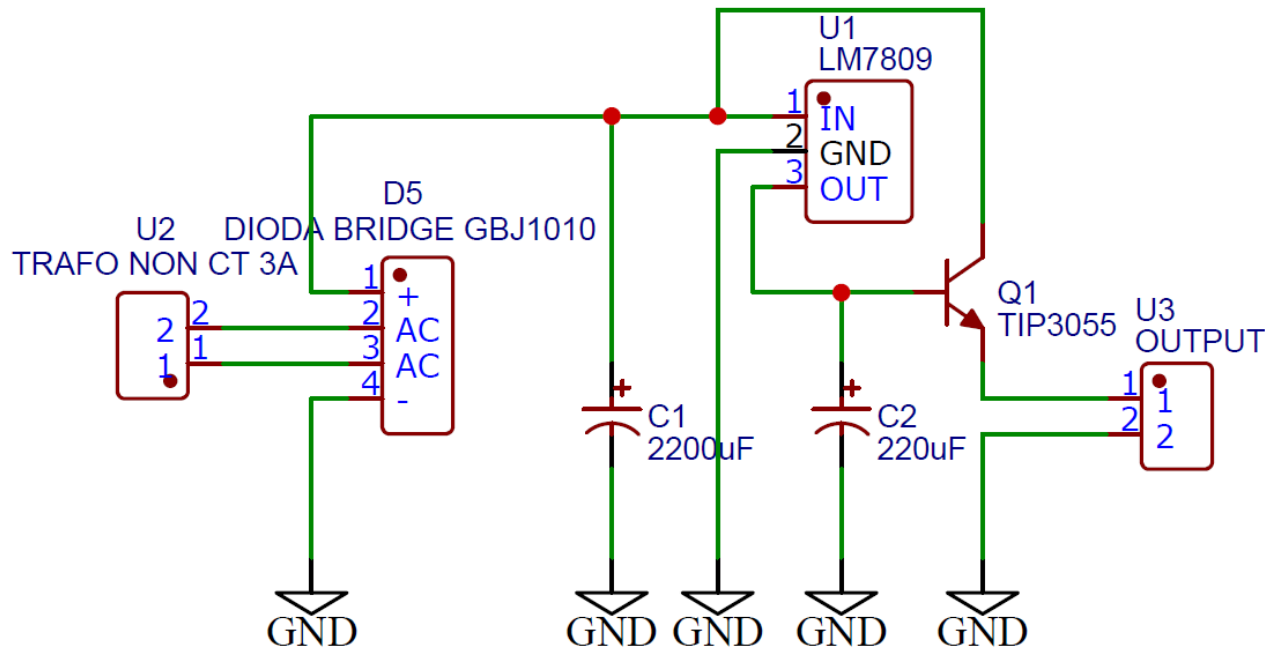 U1
LM7809
1
IN
2
GND
3
OUT
D5
DIODA BRIDGE GBJ1010
U2
TRAFO NON CT 3A
2
2
1
1
1
+
2
AC
3
AC
4
-
+
C1
2200uF
+
C2
220uF
Q1
TIP3055
U3
OUTPUT
1
1
2
2
GND
GND
GND
GND
GND